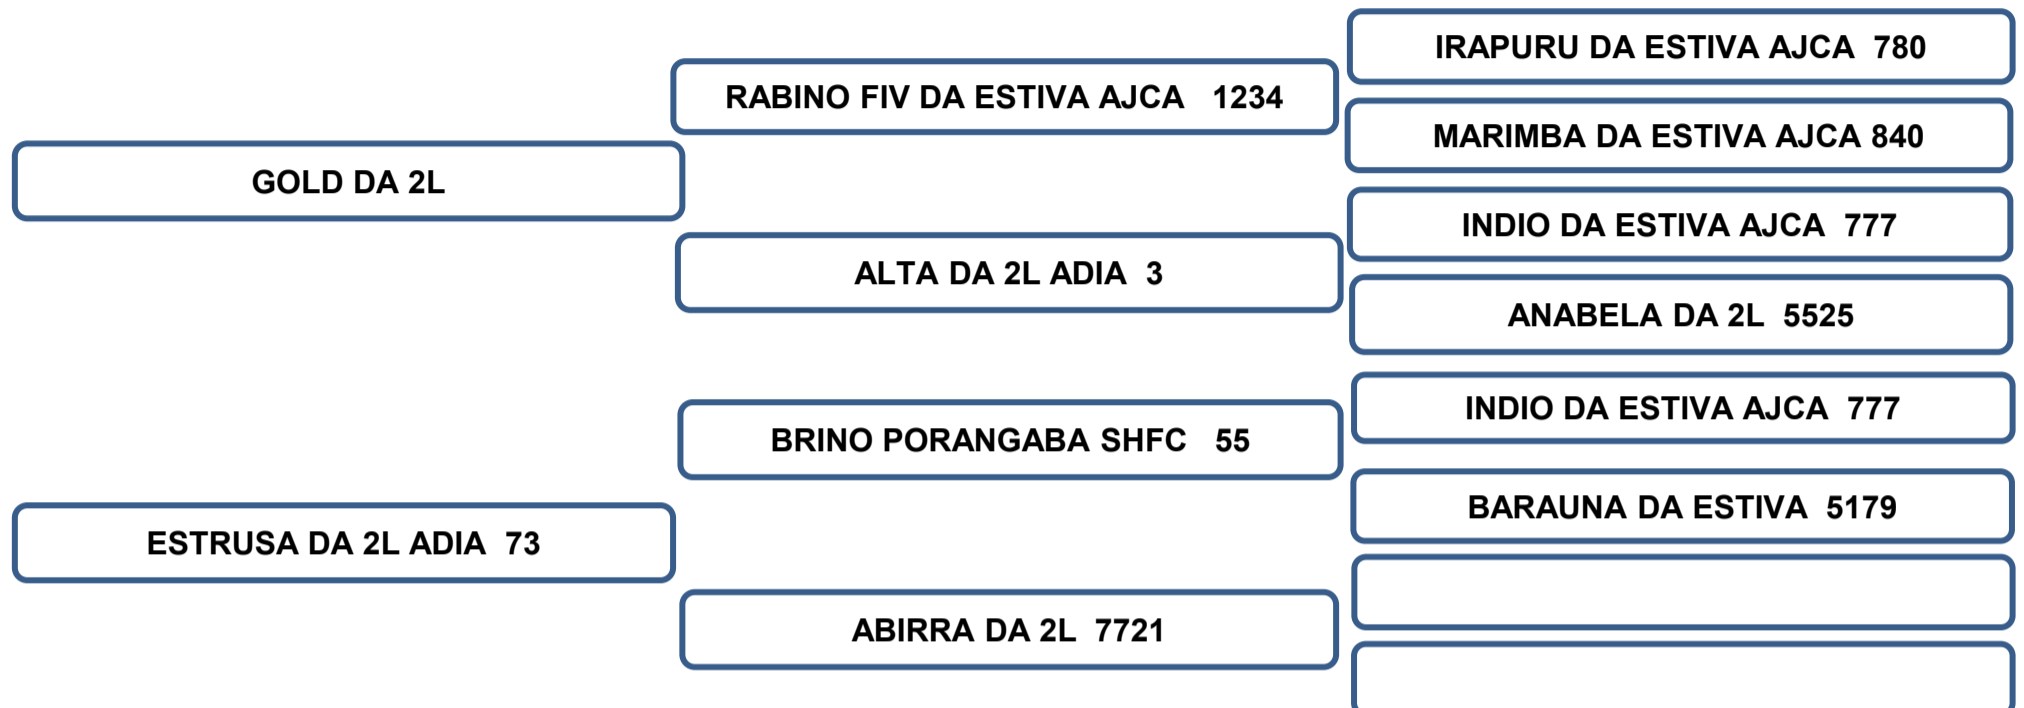 IRAPURU DA ESTIVA AJCA 780
RABINO FIV DA ESTIVA AJCA 1234
MARIMBA DA ESTIVA AJCA 840
GOLD DA 2L
INDIO DA ESTIVA AJCA 777
ALTA DA 2L ADIA 3
ANABELA DA 2L 5525
INDIO DA ESTIVA AJCA 777
BRINO PORANGABA SHFC 55
BARAUNA DA ESTIVA 5179
ESTRUSA DA 2L ADIA 73
ABIRRA DA 2L 7721